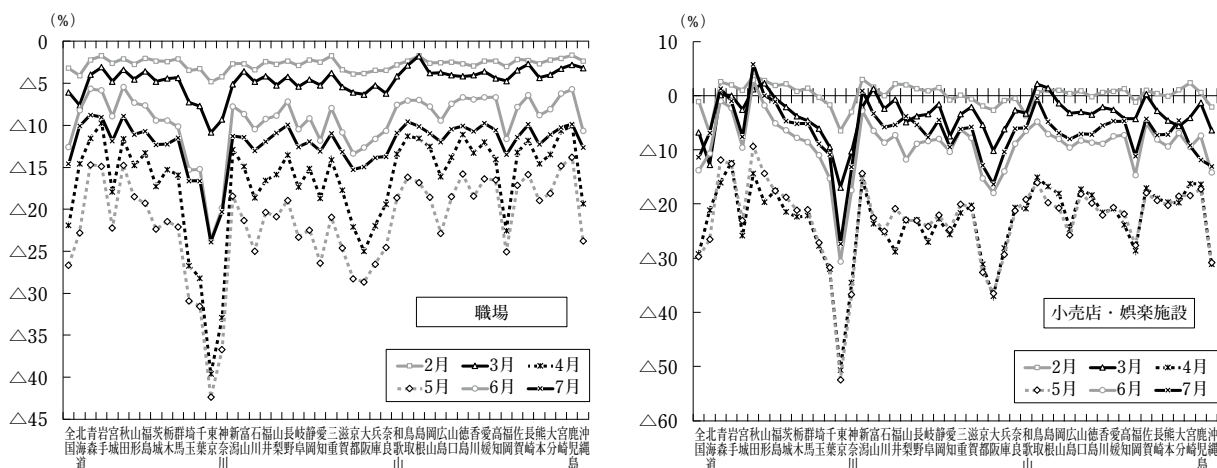 (%)
0
△5
△10
△15
△20
△25
△30
△35
△40
△45
職場
2月 3月 4月
5月 6月 7月
全国 北海道 青森 岩手 宮城 秋田 山形 福島 茨城 栃木 群馬 埼玉 千葉 東京 神奈川 新潟 富山 石川 福井 山梨 長野 岐阜 静岡 愛知 三重 滋賀 京都 大阪 兵庫 奈良 和歌山 鳥取 島根 岡山 広島 山口 徳島 香川 愛媛 高知 福岡 佐賀 長崎 熊本 大分 宮崎 鹿児島 沖縄
(%)
10
0
△10
△20
△30
△40
△50
△60
小売店・娯楽施設
2月 3月 4月
5月 6月 7月
全国 北海道 青森 岩手 宮城 秋田 山形 福島 茨城 栃木 群馬 埼玉 千葉 東京 神奈川 新潟 富山 石川 福井 山梨 長野 岐阜 静岡 愛知 三重 滋賀 京都 大阪 兵庫 奈良 和歌山 鳥取 島根 岡山 広島 山口 徳島 香川 愛媛 高知 福岡 佐賀 長崎 熊本 大分 宮崎 鹿児島 沖縄